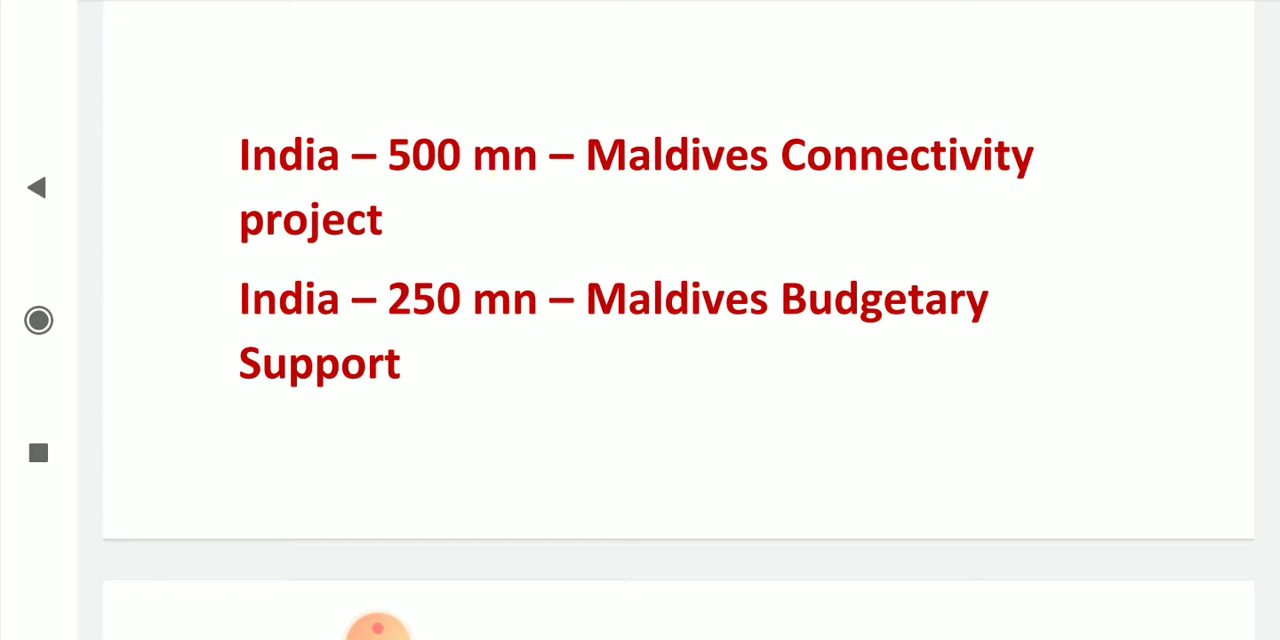 India – 500 mn – Maldives Connectivity
project
India – 250 mn – Maldives Budgetary
Support